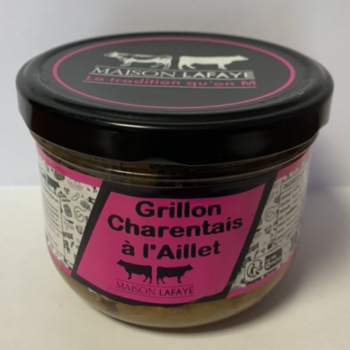 MAISON LAFAYE
La tradition qu'on M
Grillon
Charentais
à l'Aillet
MAISON LAFAYE